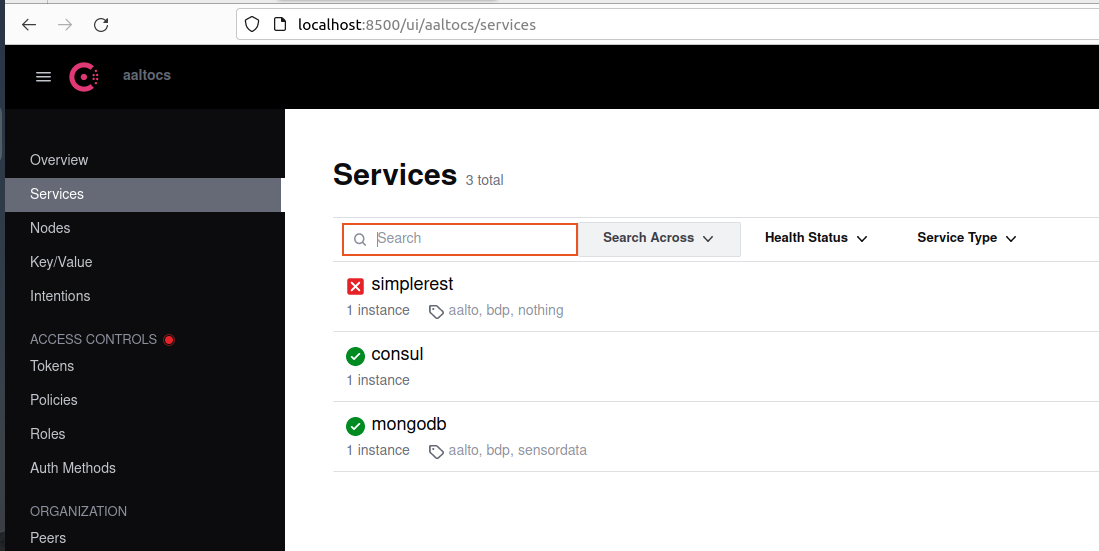 localhost:8500/ui/aaltocs/services
aaltocs
Overview
Services
Nodes
Key/Value
Intentions
ACCESS CONTROLS
Tokens
Policies
Roles
Auth Methods
ORGANIZATION
Peers
Services 3 total
Search Search Across Health Status Service Type
simplerest
1 instance aalto, bdp, nothing
consul
1 instance
mongodb
1 instance aalto, bdp, sensordata